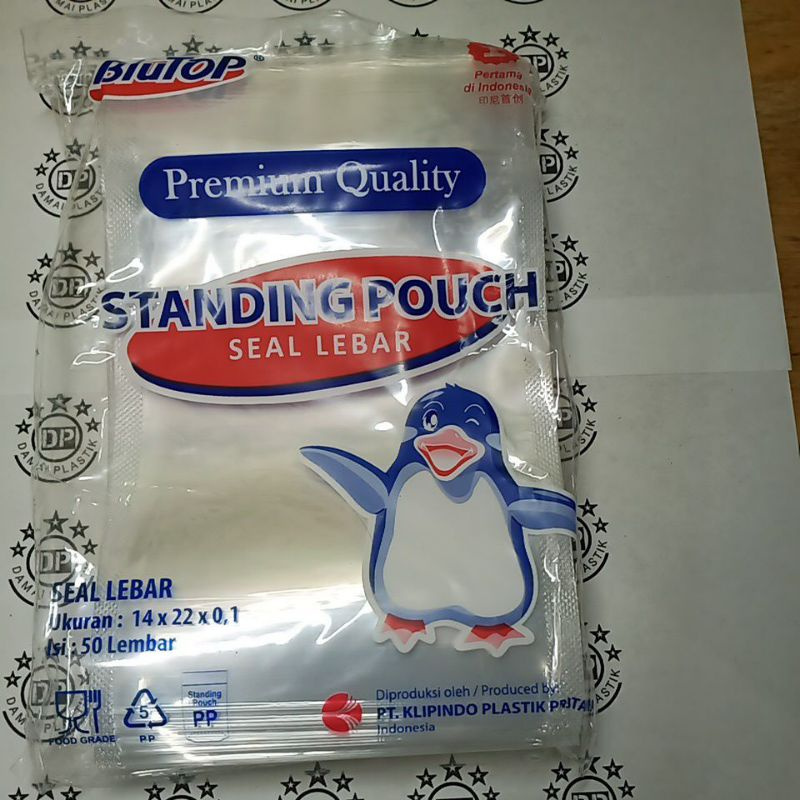 BluTOP®
Pertama
di Indonesia
印尼首创
Premium Quality
STANDING POUCH
SEAL LEBAR
SEAL LEBAR
Ukuran : 14 x 22 x 0,1
Isi : 50 Lembar
FOOD GRADE
5
PP
Standing
Pouch
PP
Diproduksi oleh / Produced by:
PT. KLIPINDO PLASTIK
Indonesia
DP
DAMAI PLASTIK